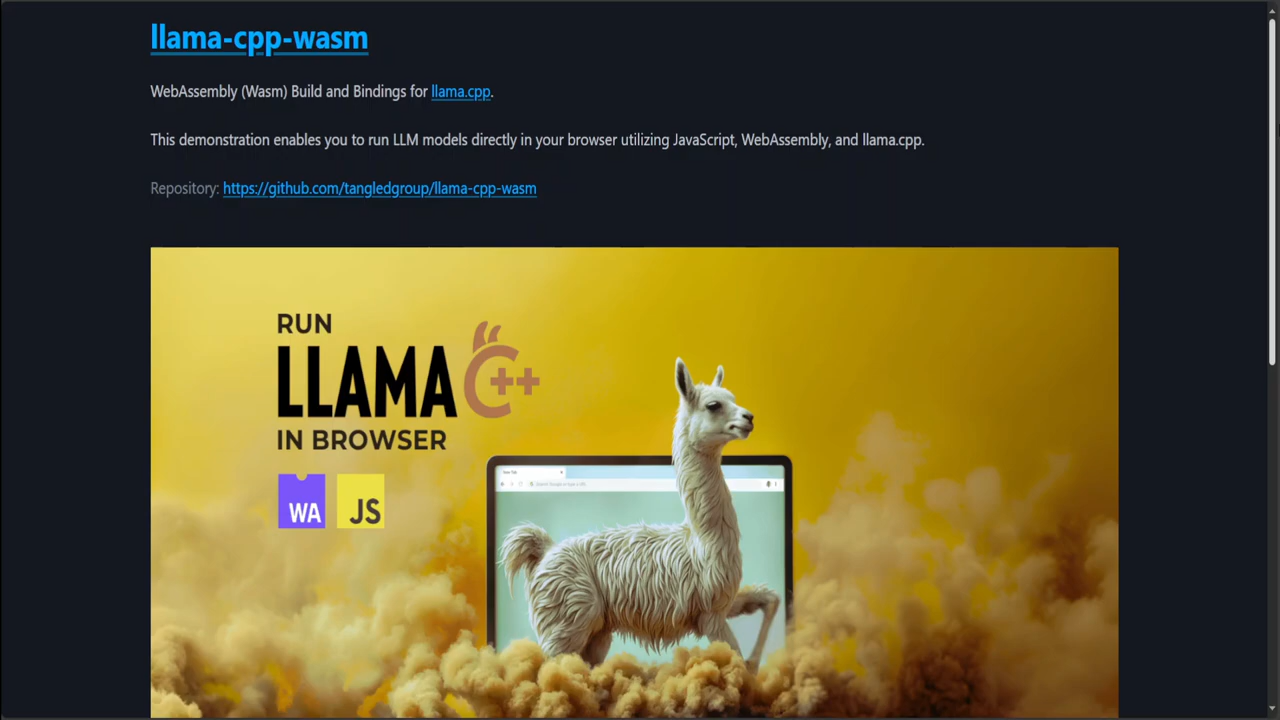 llama-cpp-wasm
WebAssembly (Wasm) Build and Bindings for llama.cpp.
This demonstration enables you to run LLM models directly in your browser utilizing JavaScript, WebAssembly, and llama.cpp.
Repository: https://github.com/tangledgroup/llama-cpp-wasm
RUN
LLAMA C++
IN BROWSER
WA JS
New Tab